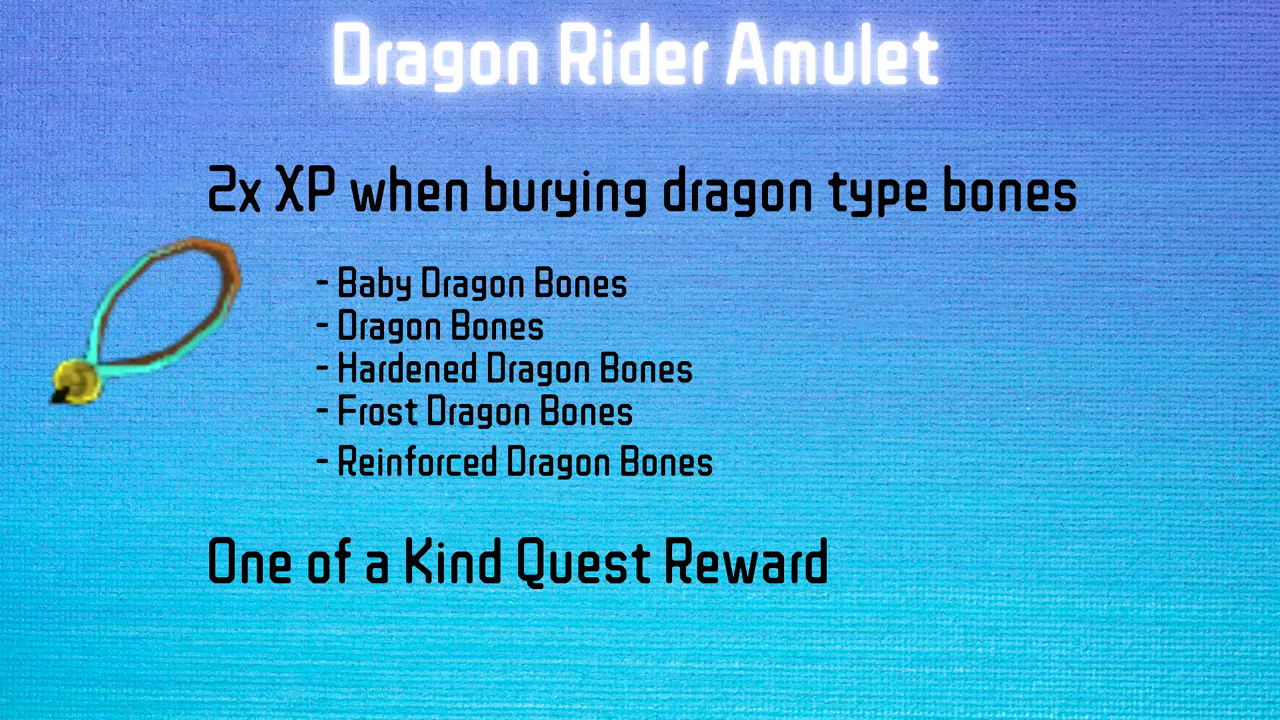 Dragon Rider Amulet
2x XP when burying dragon type bones
- Baby Dragon Bones
- Dragon Bones
- Hardened Dragon Bones
- Frost Dragon Bones
- Reinforced Dragon Bones
One of a Kind Quest Reward